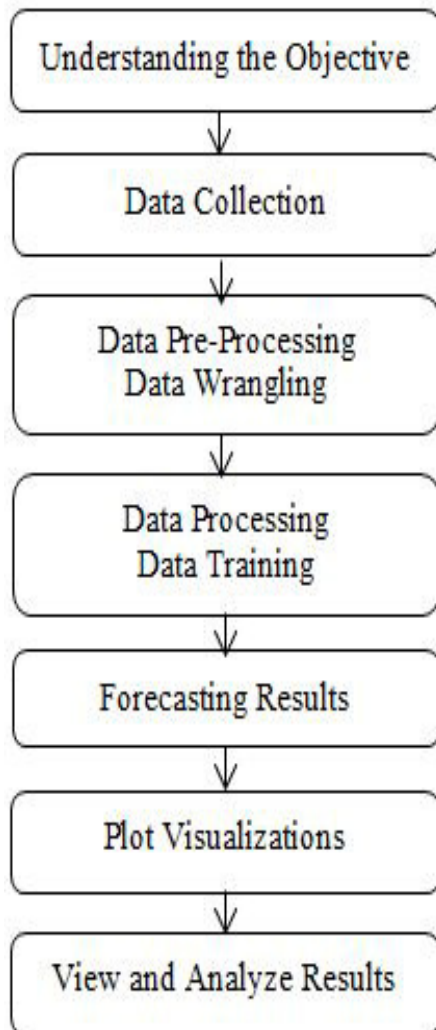 Understanding the Objective
Data Collection
Data Pre-Processing
Data Wrangling
Data Processing
Data Training
Forecasting Results
Plot Visualizations
View and Analyze Results